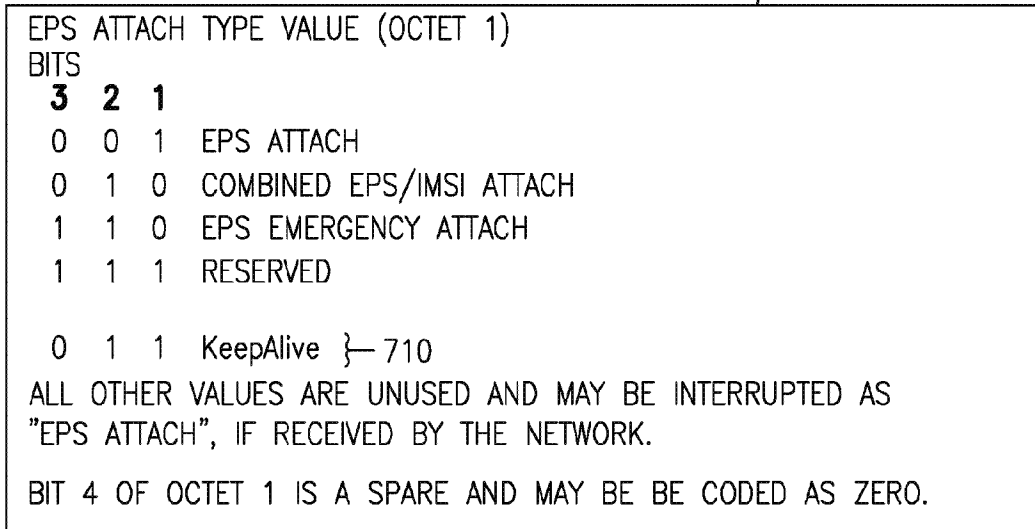 EPS ATTACH TYPE VALUE (OCTET 1)
BITS
3 2 1
0 0 1 EPS ATTACH
0 1 0 COMBINED EPS/IMSI ATTACH
1 1 0 EPS EMERGENCY ATTACH
1 1 1 RESERVED
0 1 1 KeepAlive }—710
ALL OTHER VALUES ARE UNUSED AND MAY BE INTERRUPTED AS
"EPS ATTACH", IF RECEIVED BY THE NETWORK.
BIT 4 OF OCTET 1 IS A SPARE AND MAY BE BE CODED AS ZERO.